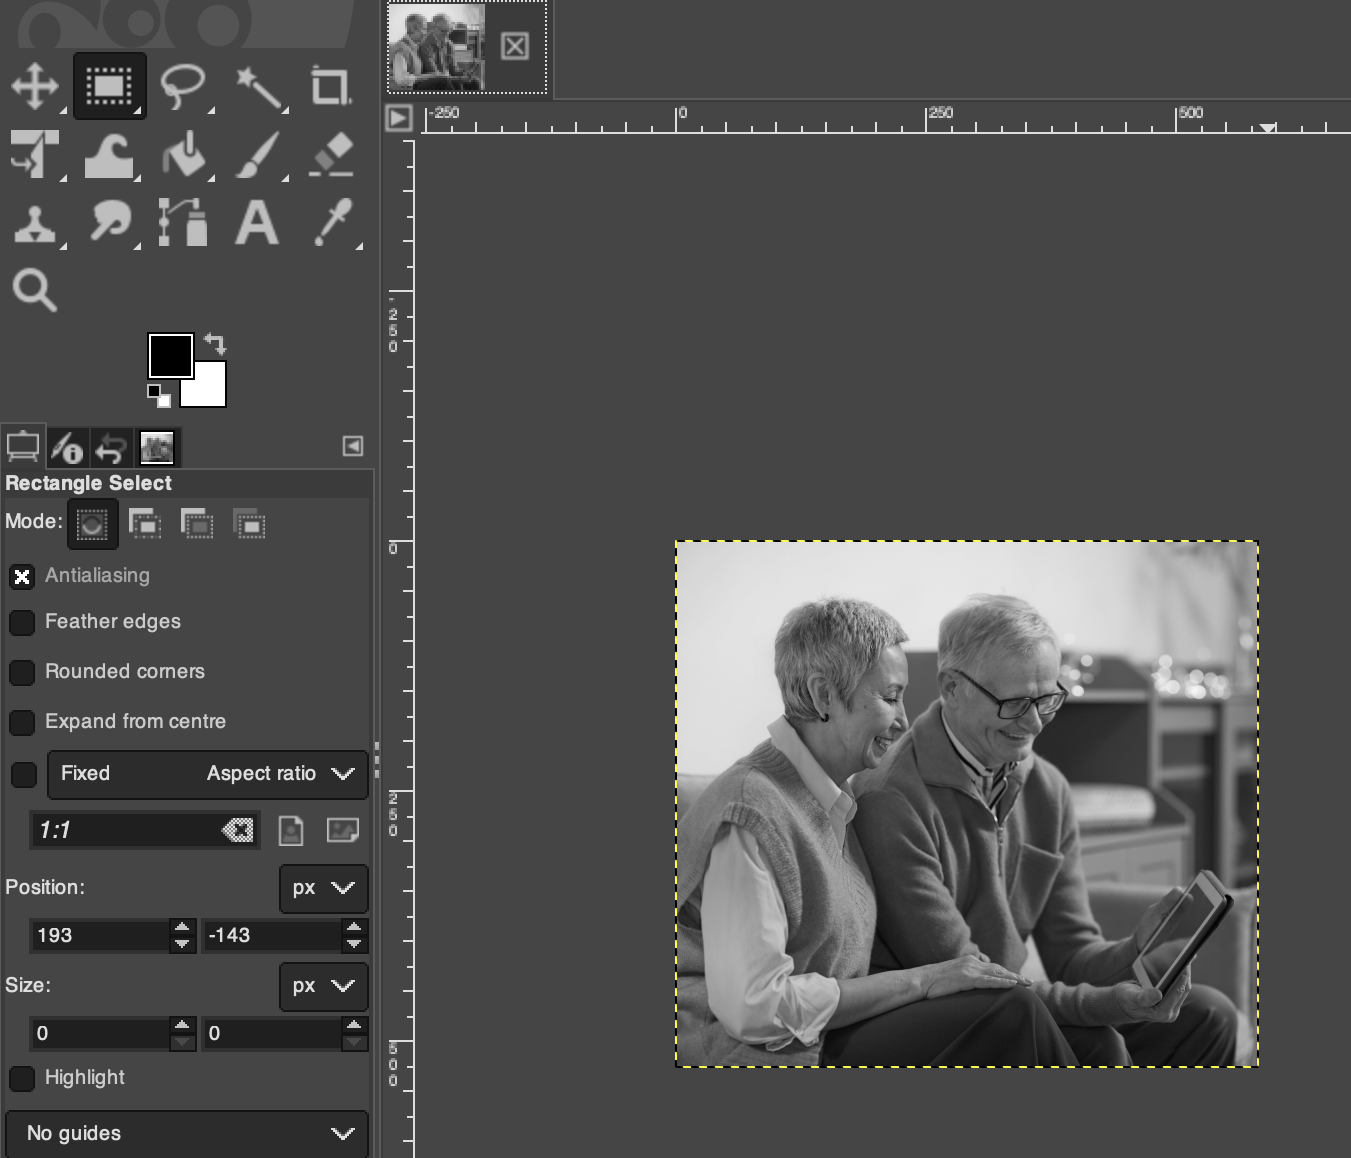 -250 0 250 500
-250
0
250
500
A
Rectangle Select
Mode:
Antialiasing
Feather edges
Rounded corners
Expand from centre
Fixed Aspect ratio
1:1
Position: px
193 -143
Size: px
0 0
Highlight
No guides